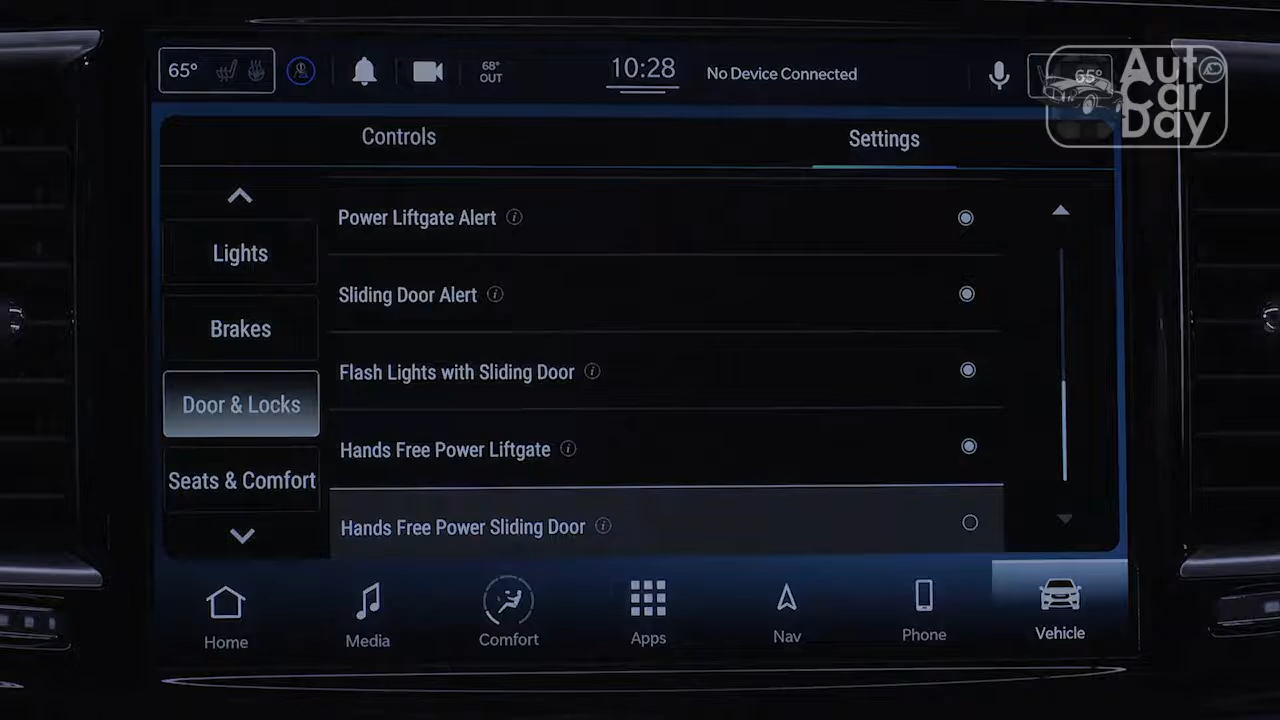 65°
68°
OUT
10:28
No Device Connected
65°
Auto
Car
Day
Controls
Settings
Lights
Brakes
Door & Locks
Seats & Comfort
Power Liftgate Alert
Sliding Door Alert
Flash Lights with Sliding Door
Hands Free Power Liftgate
Hands Free Power Sliding Door
Home
Media
Comfort
Apps
Nav
Phone
Vehicle